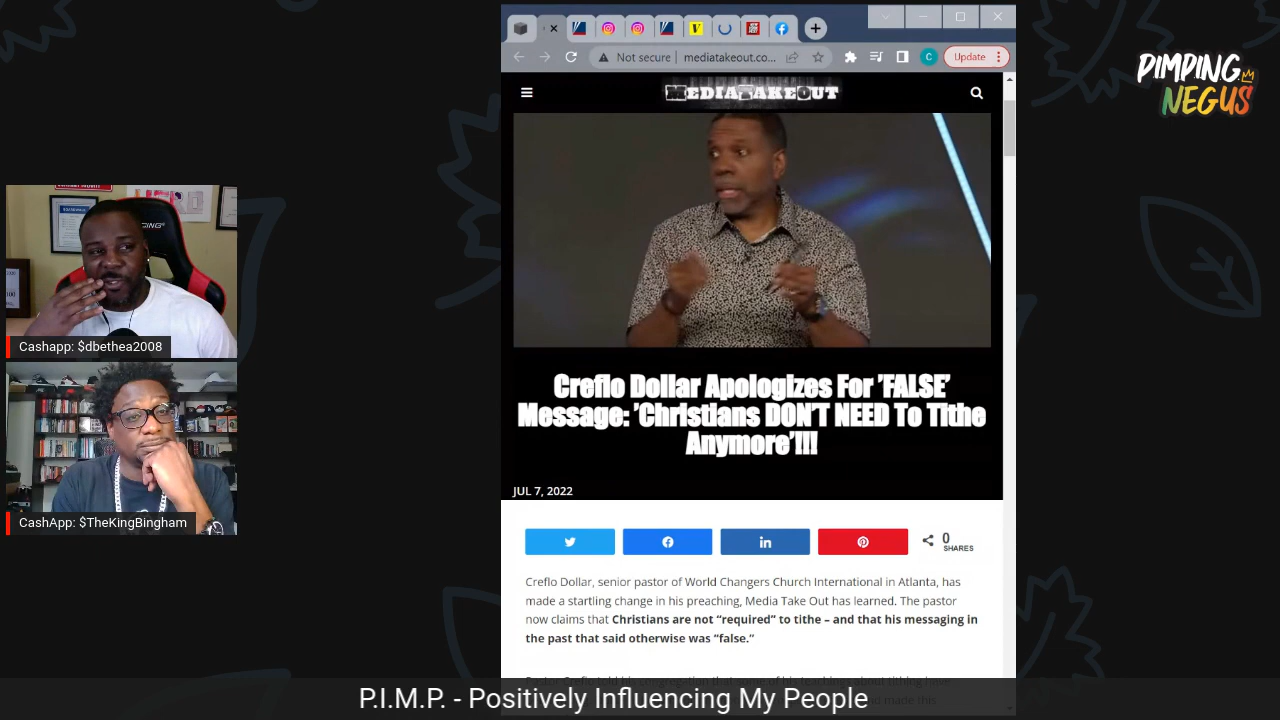 PIMPING
NEGUS
Cashapp: $dbethea2008
CashApp: $TheKingBingham
Not secure | mediatakeout.co...
C
Update
MEDIATAKEOUT
Creflo Dollar Apologizes For 'FALSE'
Message: 'Christians DON'T NEED To Tithe
Anymore'!!!
JUL 7, 2022
0
SHARES
Creflo Dollar, senior pastor of World Changers Church International in Atlanta, has
made a startling change in his preaching, Media Take Out has learned. The pastor
now claims that Christians are not “required” to tithe – and that his messaging in
the past that said otherwise was “false.”
P.I.M.P. - Positively Influencing My People